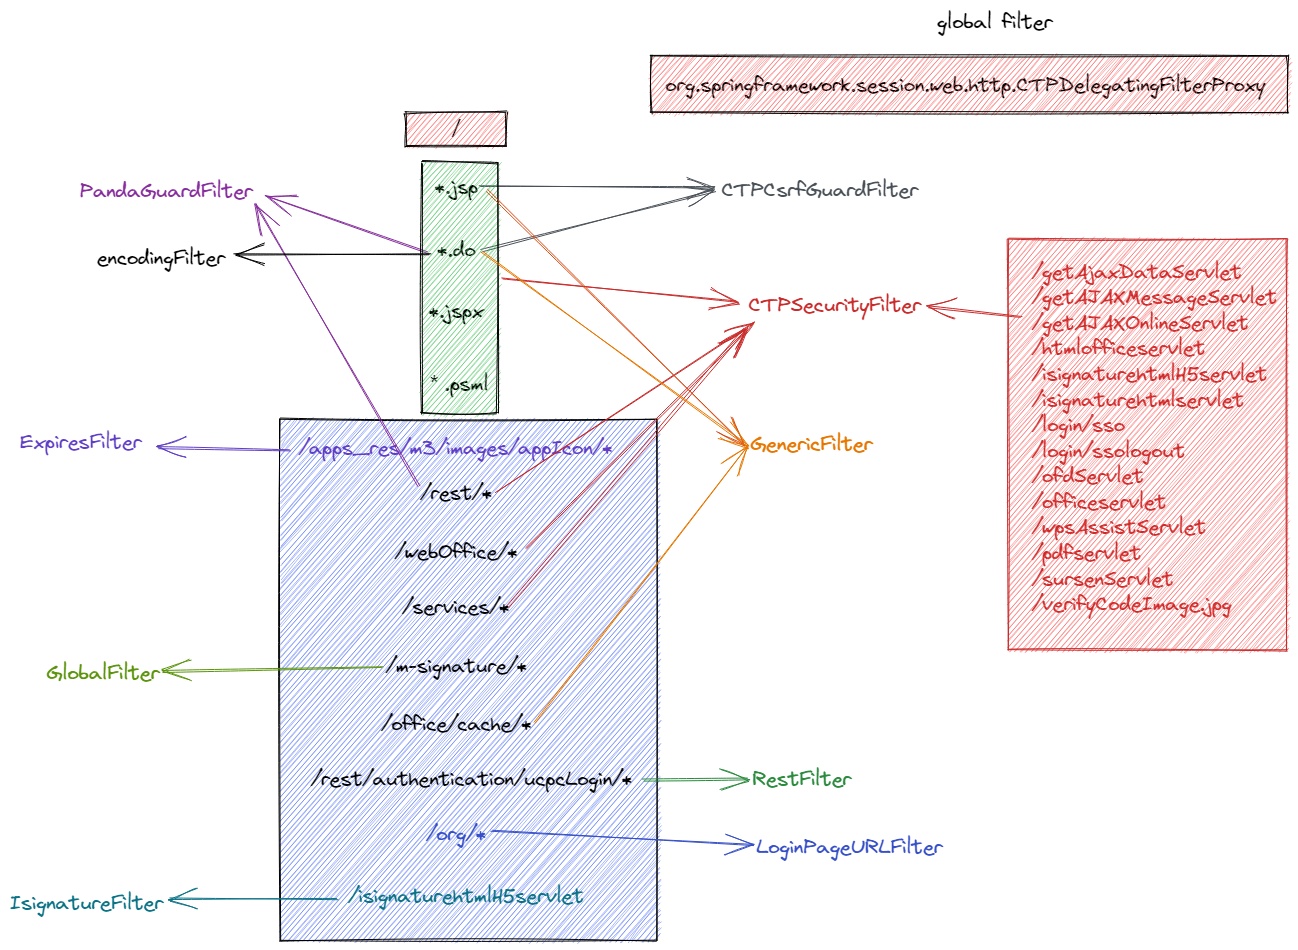 global filter
org.springframework.session.web.http.CTPDelegatingFilterProxy
/
*.jsp
PandaGuardFilter
CTPCsrfGuardFilter
*.do
encodingFilter
*.jspx
CTPSecurityFilter
* .psml
/getAjaxDataServlet
/getAJAXMessageServlet
/getAJAXOnlineServlet
/htmlofficeservlet
/isignaturehtmlH5servlet
/isignaturehtmlservlet
/login/sso
/login/ssologout
/ofdServlet
/officeservlet
/wpsAssistServlet
/pdfservlet
/sursenServlet
/verifyCodeImage.jpg
ExpiresFilter
/apps_res/m3/images/appIcon/*
GenericFilter
/rest/*
/webOffice/*
/services/*
GlobalFilter
/m-signature/*
/office/cache/*
/rest/authentication/ucpcLogin/*
RestFilter
/org/*
LoginPageURLFilter
/isignaturehtmlH5servlet
IsignatureFilter